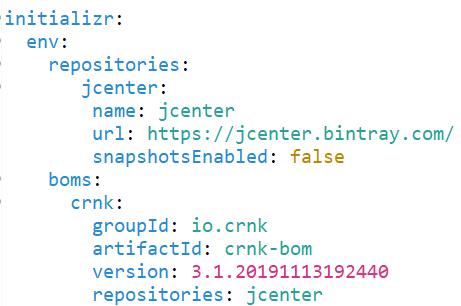 initializr:
  env:
    repositories:
       jcenter:
        name: jcenter
        url: https://jcenter.bintray.com/
        snapshotsEnabled: false
    boms:
      crnk:
        groupId: io.crnk
        artifactId: crnk-bom
        version: 3.1.20191113192440
        repositories: jcenter